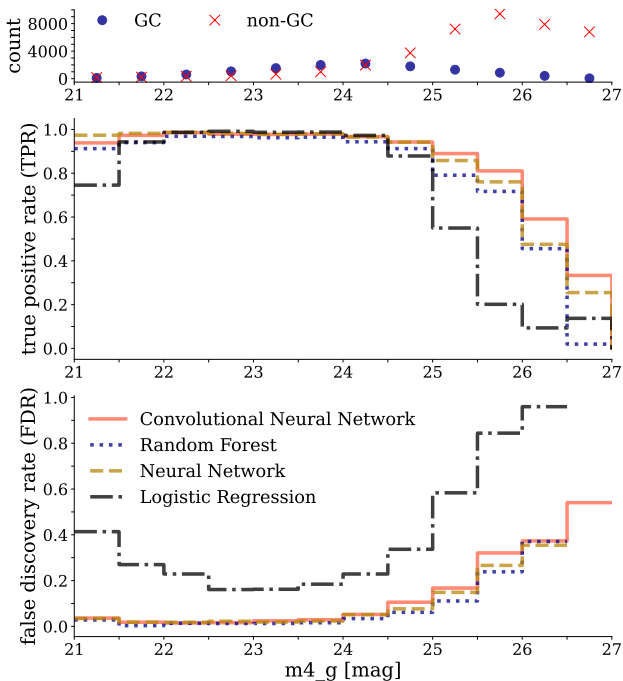 count
8000
4000
0
GC
non-GC
21 22 23 24 25 26 27
true positive rate (TPR)
1.0
0.8
0.6
0.4
0.2
0.0
21 22 23 24 25 26 27
false discovery rate (FDR)
1.0
0.8
0.6
0.4
0.2
0.0
Convolutional Neural Network
Random Forest
Neural Network
Logistic Regression
21 22 23 24 25 26 27
m4_g [mag]